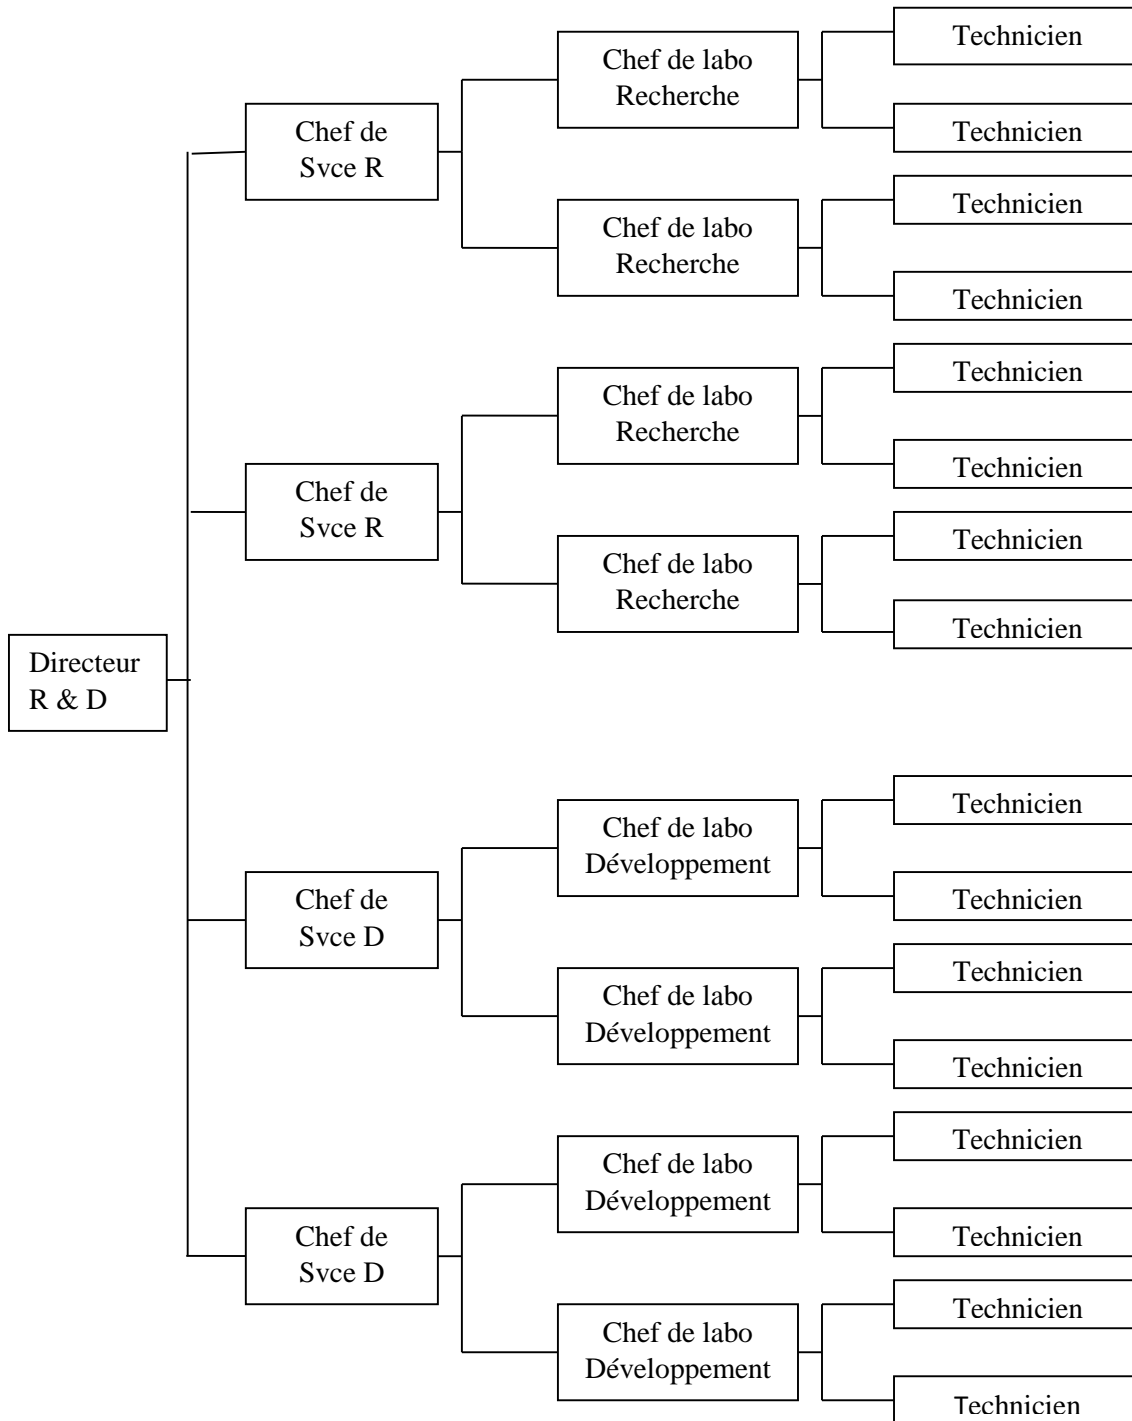 Technicien
Chef de labo
Recherche
Technicien
Chef de
Svce R
Technicien
Chef de labo
Recherche
Technicien
Technicien
Chef de labo
Recherche
Technicien
Chef de
Svce R
Technicien
Chef de labo
Recherche
Technicien
Directeur
R & D
Technicien
Chef de labo
Développement
Technicien
Chef de
Svce D
Technicien
Chef de labo
Développement
Technicien
Technicien
Chef de labo
Développement
Technicien
Chef de
Svce D
Technicien
Chef de labo
Développement
Technicien